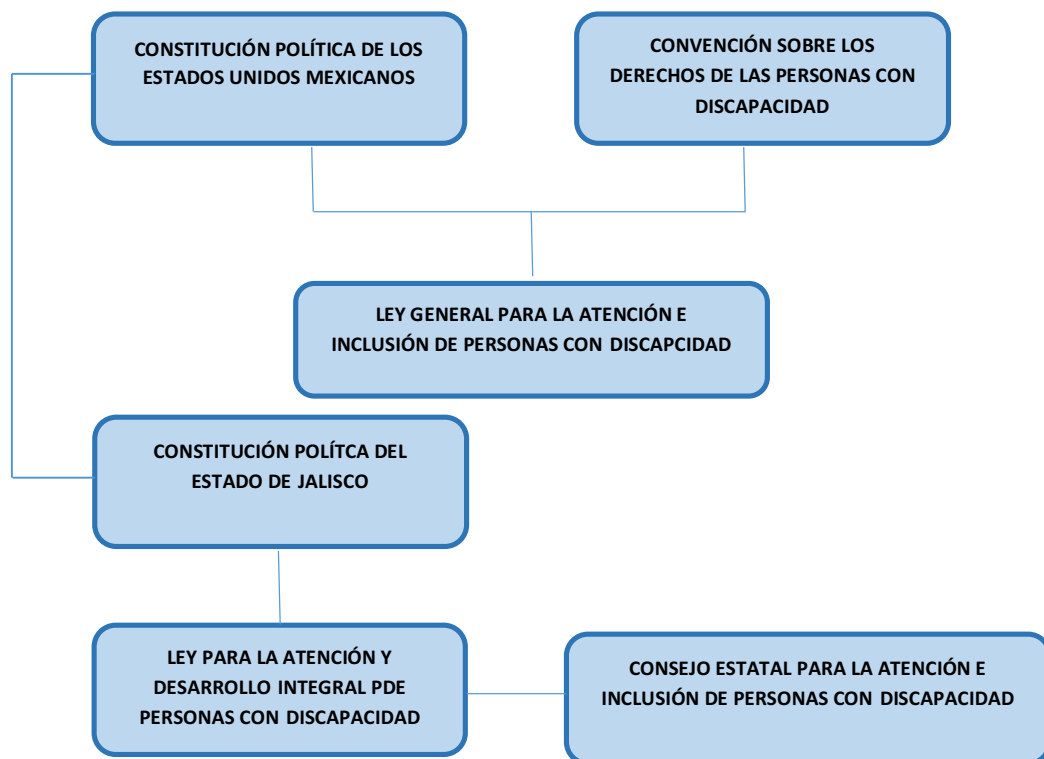 CONSTITUCIÓN POLÍTICA DE LOS
ESTADOS UNIDOS MEXICANOS
CONVENCIÓN SOBRE LOS
DERECHOS DE LAS PERSONAS CON
DISCAPACIDAD
LEY GENERAL PARA LA ATENCIÓN E
INCLUSIÓN DE PERSONAS CON DISCAPCIDAD
CONSTITUCIÓN POLÍTCA DEL
ESTADO DE JALISCO
LEY PARA LA ATENCIÓN Y
DESARROLLO INTEGRAL PDE
PERSONAS CON DISCAPACIDAD
CONSEJO ESTATAL PARA LA ATENCIÓN E
INCLUSIÓN DE PERSONAS CON DISCAPACIDAD